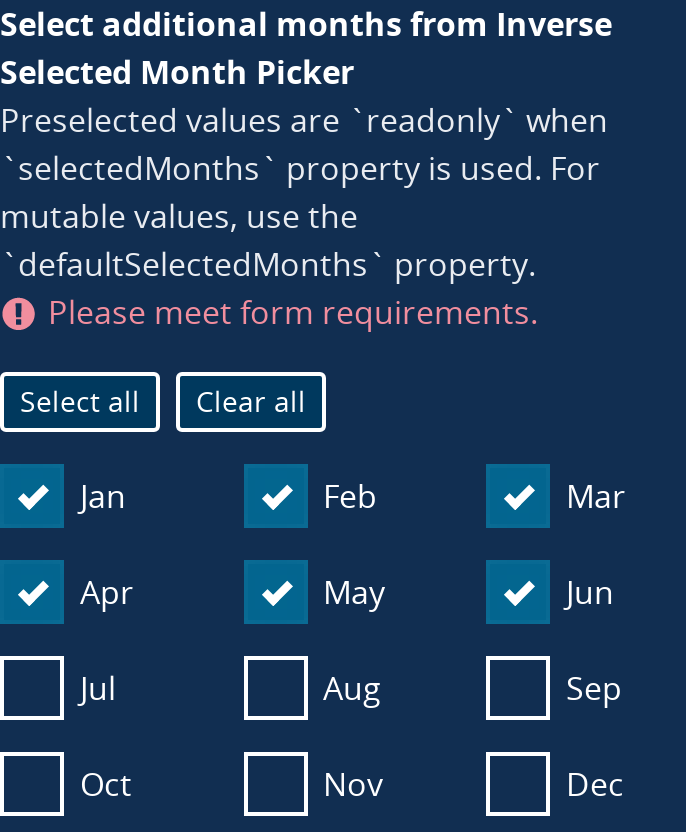 Select additional months from Inverse
Selected Month Picker
Preselected values are `readonly` when
`selectedMonths` property is used. For
mutable values, use the
`defaultSelectedMonths` property.
Please meet form requirements.
Select all Clear all
Jan Feb Mar
Apr May Jun
Jul Aug Sep
Oct Nov Dec